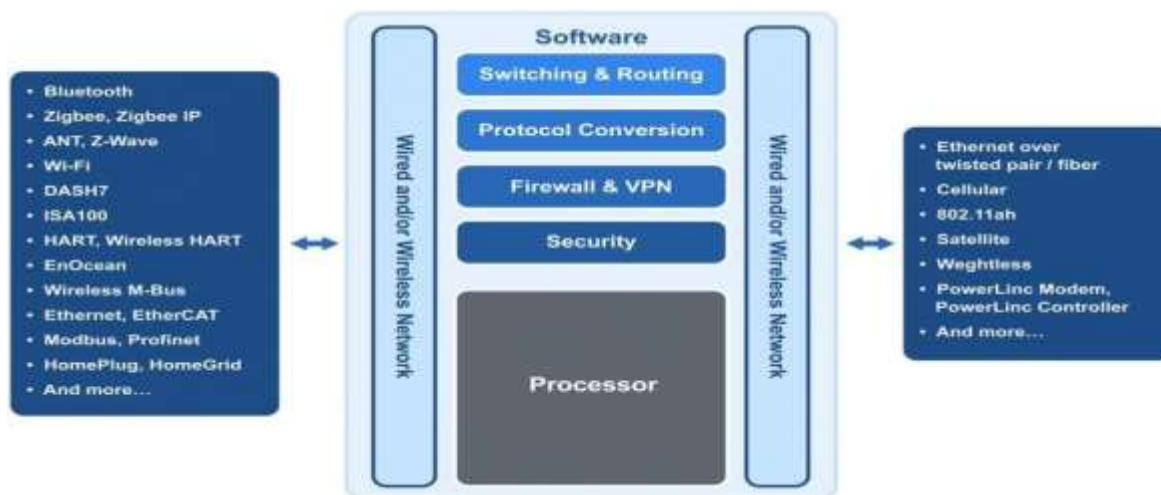 • Bluetooth
• Zigbee, Zigbee IP
• ANT, Z-Wave
• Wi-Fi
• DASH7
• ISA100
• HART, Wireless HART
• EnOcean
• Wireless M-Bus
• Ethernet, EtherCAT
• Modbus, Profinet
• HomePlug, HomeGrid
• And more...
Wired and/or Wireless Network
Software
Switching & Routing
Protocol Conversion
Firewall & VPN
Security
Processor
Wired and/or Wireless Network
• Ethernet over
twisted pair / fiber
• Cellular
• 802.11ah
• Satellite
• Weghtless
• PowerLinc Modem,
PowerLinc Controller
• And more...